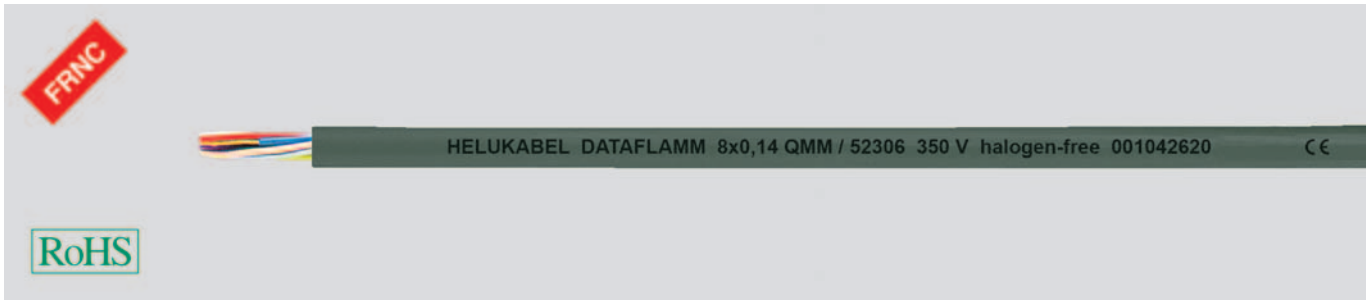 FRNC
HELUKABEL DATAFLAMM 8x0,14 QMM / 52306 350 V halogen-free 001042620 CE
RoHS